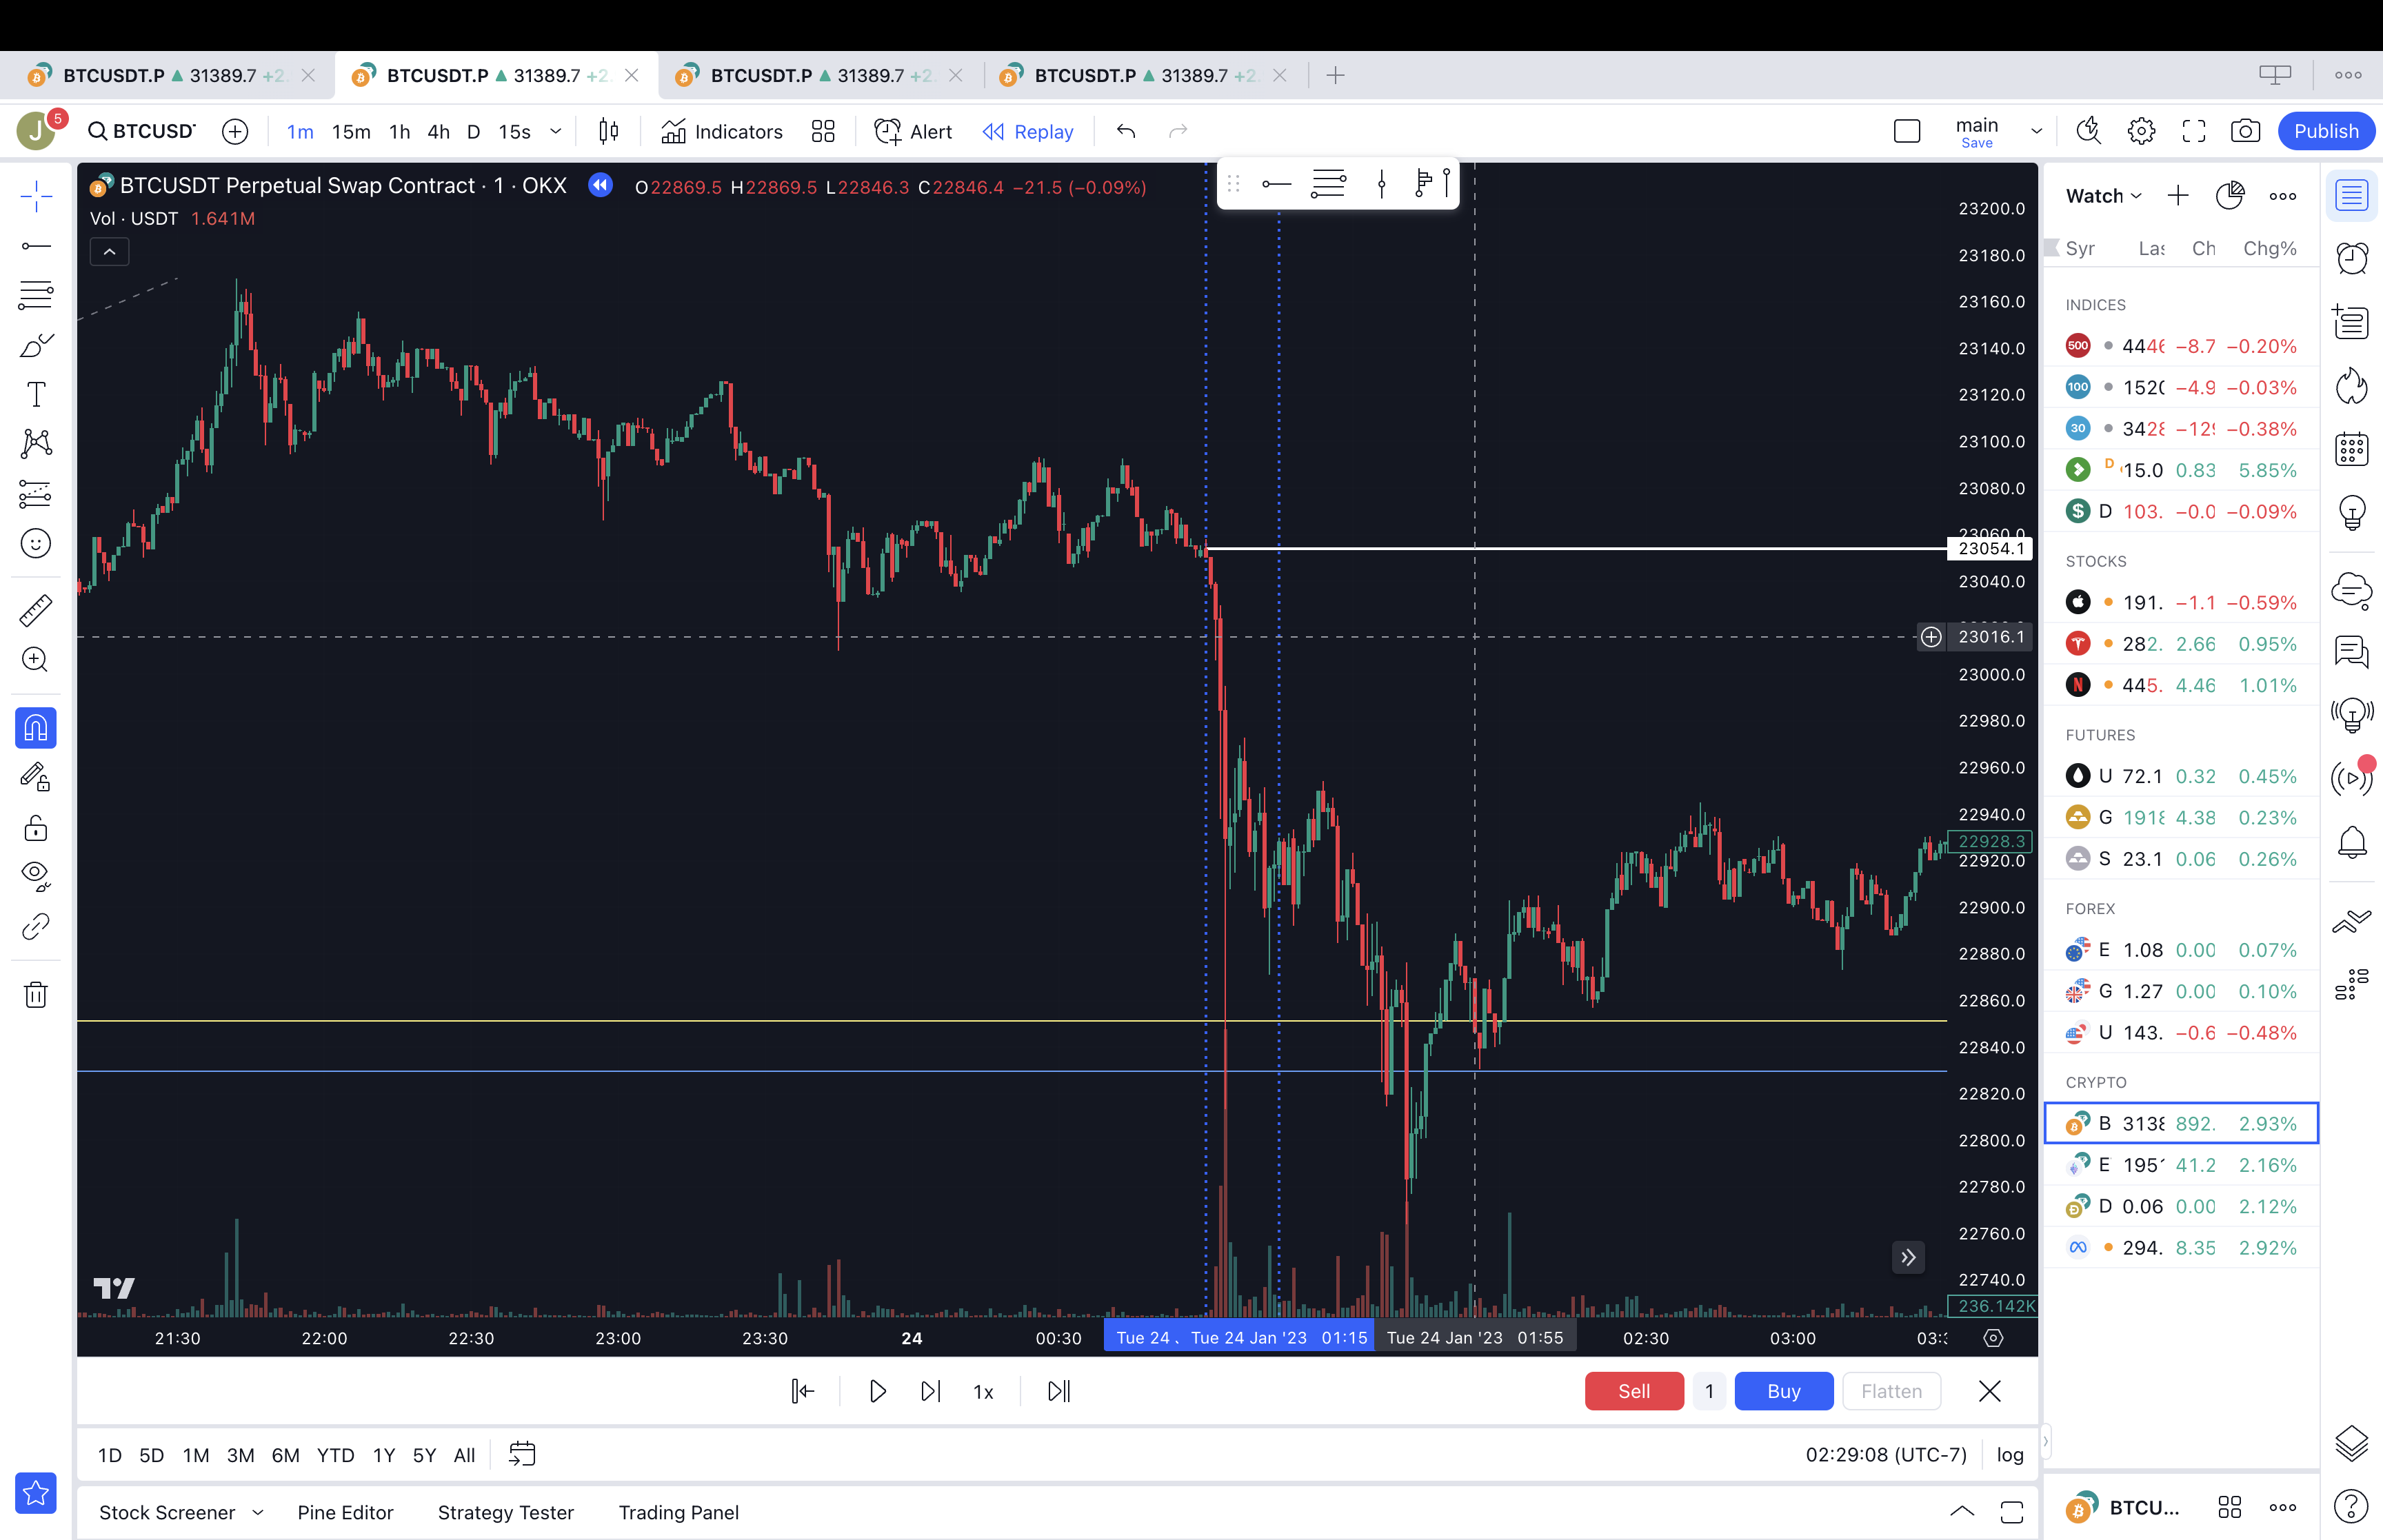 BTCUSDT.P 31389.7 +2 BTCUSDT.P 31389.7 +2 BTCUSDT.P 31389.7 +2 BTCUSDT.P 31389.7 +2
J 5 BTCUSD 1m 15m 1h 4h D 15s Indicators Alert Replay main Publish
Save
BTCUSDT Perpetual Swap Contract · 1 · OKX O22869.5 H22869.5 L22846.3 C22846.4 −21.5 (−0.09%)
Vol · USDT 1.641M
23200.0
23180.0
23160.0
23140.0
23120.0
23100.0
23080.0
23060.0
23054.1
23040.0
23016.1
23000.0
22980.0
22960.0
22940.0
22928.3
22920.0
22900.0
22880.0
22860.0
22840.0
22820.0
22800.0
22780.0
22760.0
22740.0
236.142K
21:30 22:00 22:30 23:00 23:30 24 00:30 Tue 24 Tue 24 Jan '23 01:15 Tue 24 Jan '23 01:55 02:30 03:00 03:
1x Sell 1 Buy Flatten
1D 5D 1M 3M 6M YTD 1Y 5Y All 02:29:08 (UTC-7) log
Stock Screener Pine Editor Strategy Tester Trading Panel
Watch
Syr Las Ch Chg%
INDICES
500 444 −8.7 −0.20%
100 152 −4.9 −0.03%
30 342 −12 −0.38%
D 15.0 0.83 5.85%
$ D 103. −0.0 −0.09%
STOCKS
191. −1.1 −0.59%
282. 2.66 0.95%
N 445. 4.46 1.01%
FUTURES
U 72.1 0.32 0.45%
G 191 4.38 0.23%
S 23.1 0.06 0.26%
FOREX
E 1.08 0.00 0.07%
G 1.27 0.00 0.10%
U 143. −0.6 −0.48%
CRYPTO
B 313 892. 2.93%
E 195 41.2 2.16%
D 0.06 0.00 2.12%
294. 8.35 2.92%
BTCU...